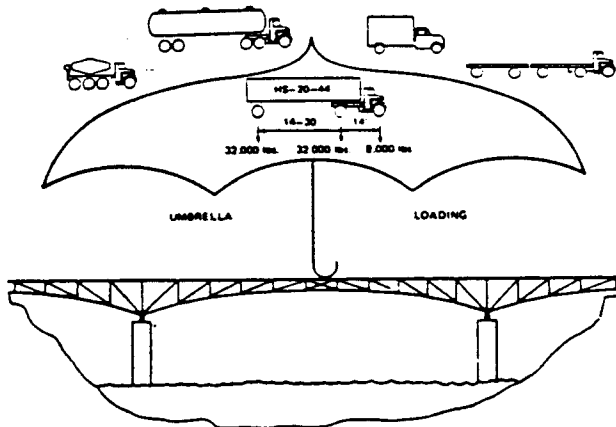 HS-20-44
14-30 14'
32.000 lbs. 32 000 lbs. 8.000 lbs.
UMBRELLA LOADING